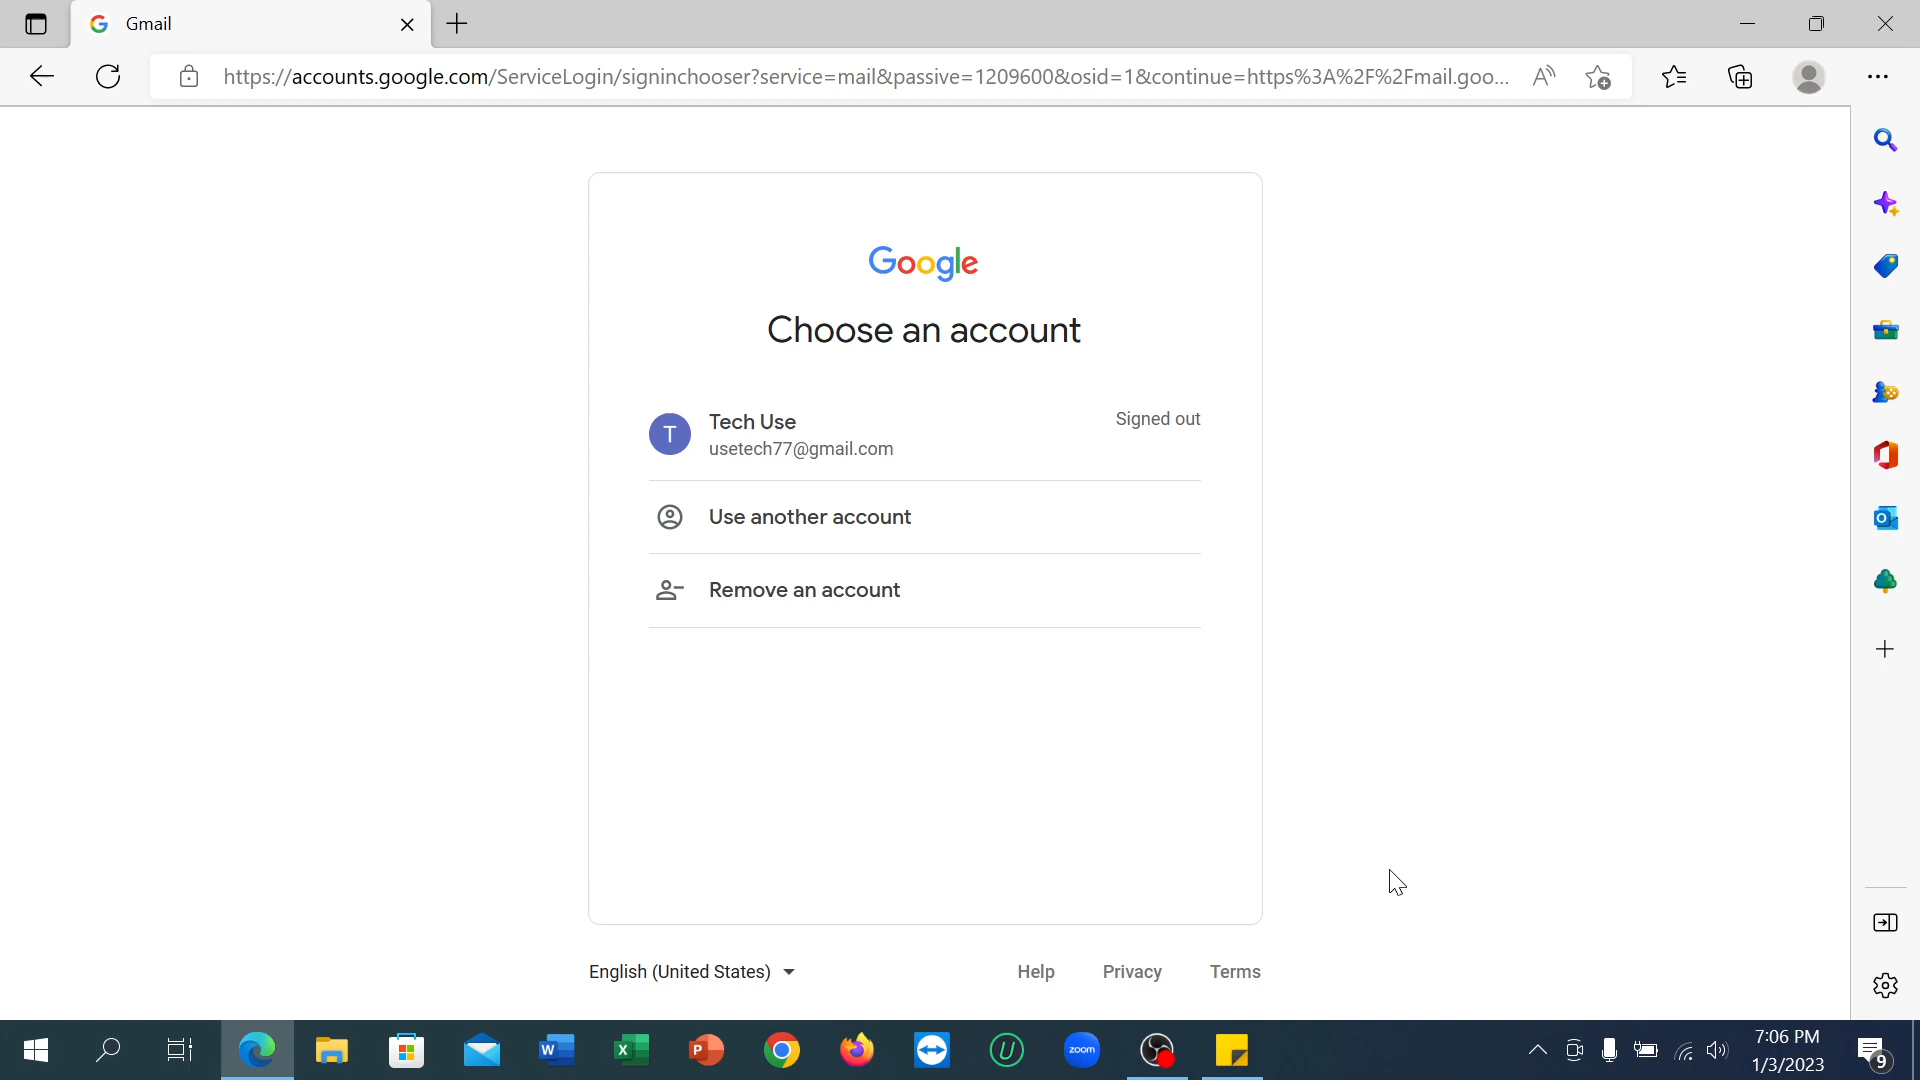 Gmail
https://accounts.google.com/ServiceLogin/signinchooser?service=mail&passive=1209600&osid=1&continue=https%3A%2F%2Fmail.goo...
Google
Choose an account
T
Tech Use
Signed out
usetech77@gmail.com
Use another account
Remove an account
English (United States)
Help
Privacy
Terms
zoom
7:06 PM
1/3/2023
9